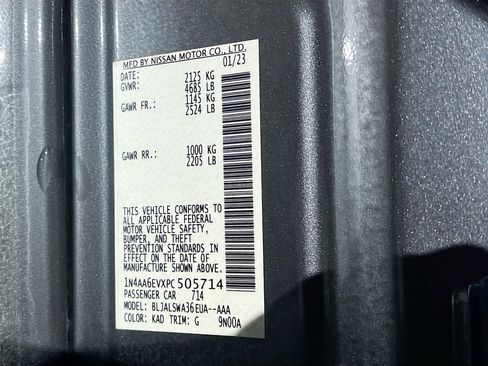 MFD BY NISSAN MOTOR CO., LTD.
DATE: 01/23
GVWR: 2125 KG
4685 LB
GAWR FR.: 1145 KG
2524 LB
GAWR RR.: 1000 KG
2205 LB
THIS VEHICLE CONFORMS TO
ALL APPLICABLE FEDERAL
MOTOR VEHICLE SAFETY,
BUMPER, AND THEFT
PREVENTION STANDARDS IN
EFFECT ON THE DATE OF
MANUFACTURE SHOWN ABOVE.
1N4AA6EVXPC505714
PASSENGER CAR 714
MODEL: BLJALSWA36EUA--AAA
COLOR: KAD TRIM: G 9N00A